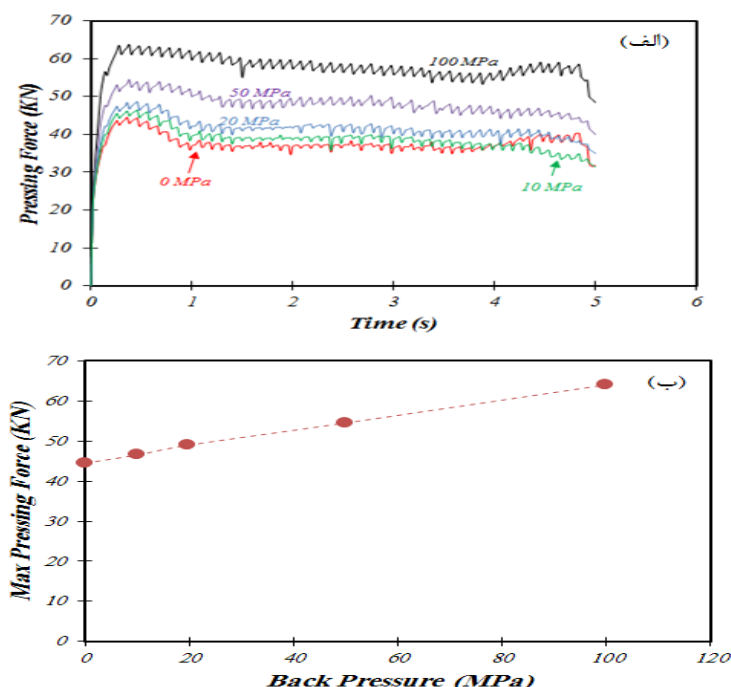 (الف)
70
60
50
40
30
20
10
0
Pressing Force (KN)
100 MPa
50 MPa
20 MPa
0 MPa
10 MPa
0 1 2 3 4 5 6
Time (s)
(ب)
70
60
50
40
30
20
10
0
Max Pressing Force (KN)
0 20 40 60 80 100 120
Back Pressure (MPa)